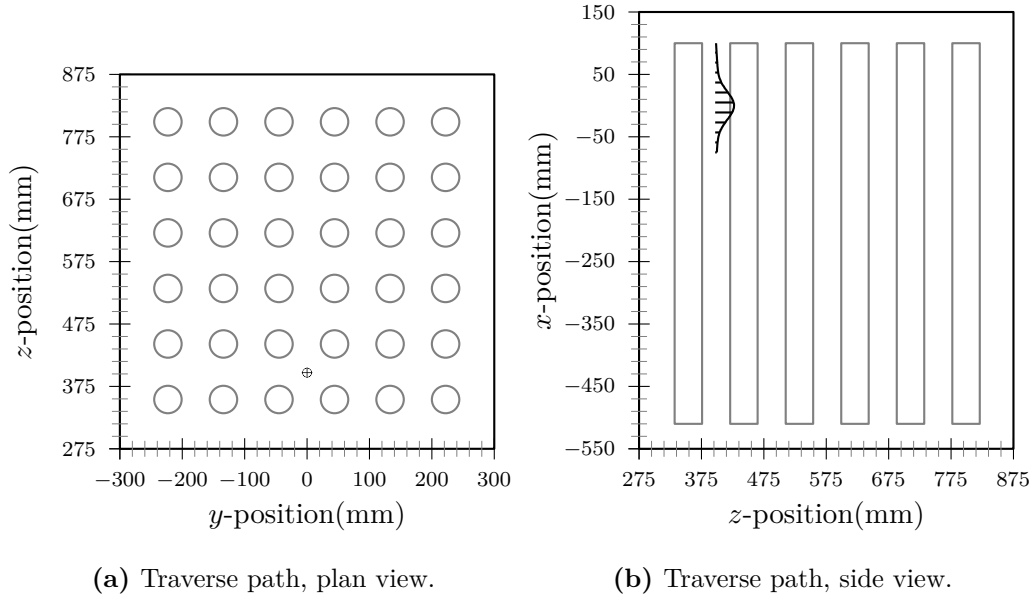 875
775
675
575
475
375
275
−300 −200 −100 0 100 200 300
z-position(mm)
y-position(mm)
(a) Traverse path, plan view.
150
50
−50
−150
−250
−350
−450
−550
275 375 475 575 675 775 875
x-position(mm)
z-position(mm)
(b) Traverse path, side view.